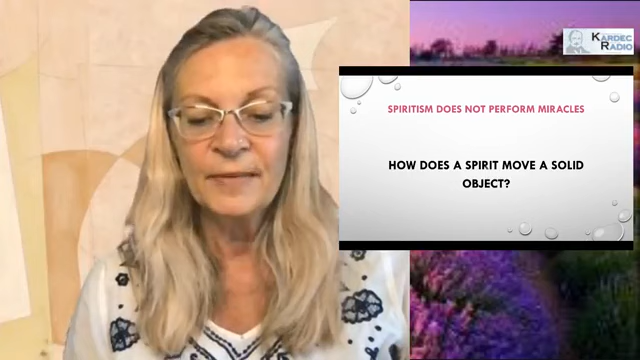 KARDEC
RADIO
SPIRITISM DOES NOT PERFORM MIRACLES
HOW DOES A SPIRIT MOVE A SOLID
OBJECT?